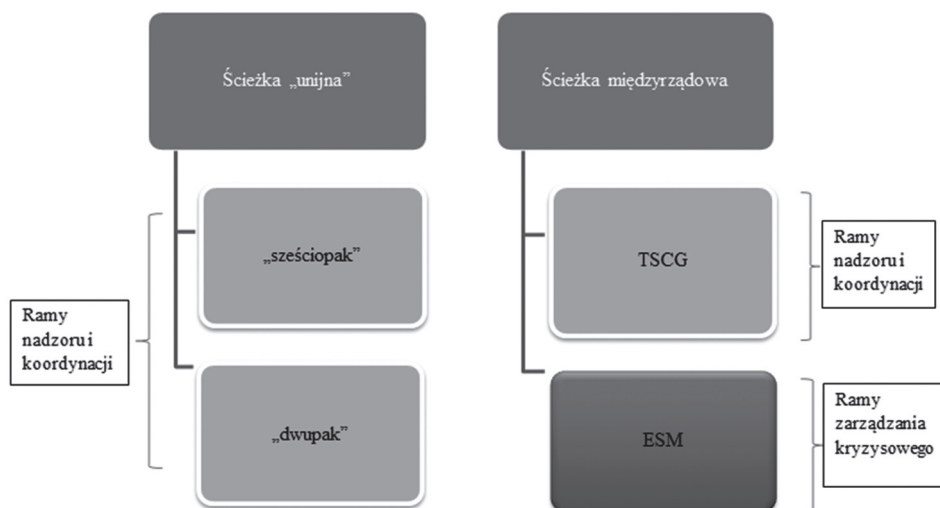 Ścieżka „unijna”
Ścieżka międzyrządowa
„sześciopak”
TSCG
Ramy
nadzoru i
koordynacji
Ramy
nadzoru i
koordynacji
„dwupak”
ESM
Ramy
zarządzania
kryzysowego